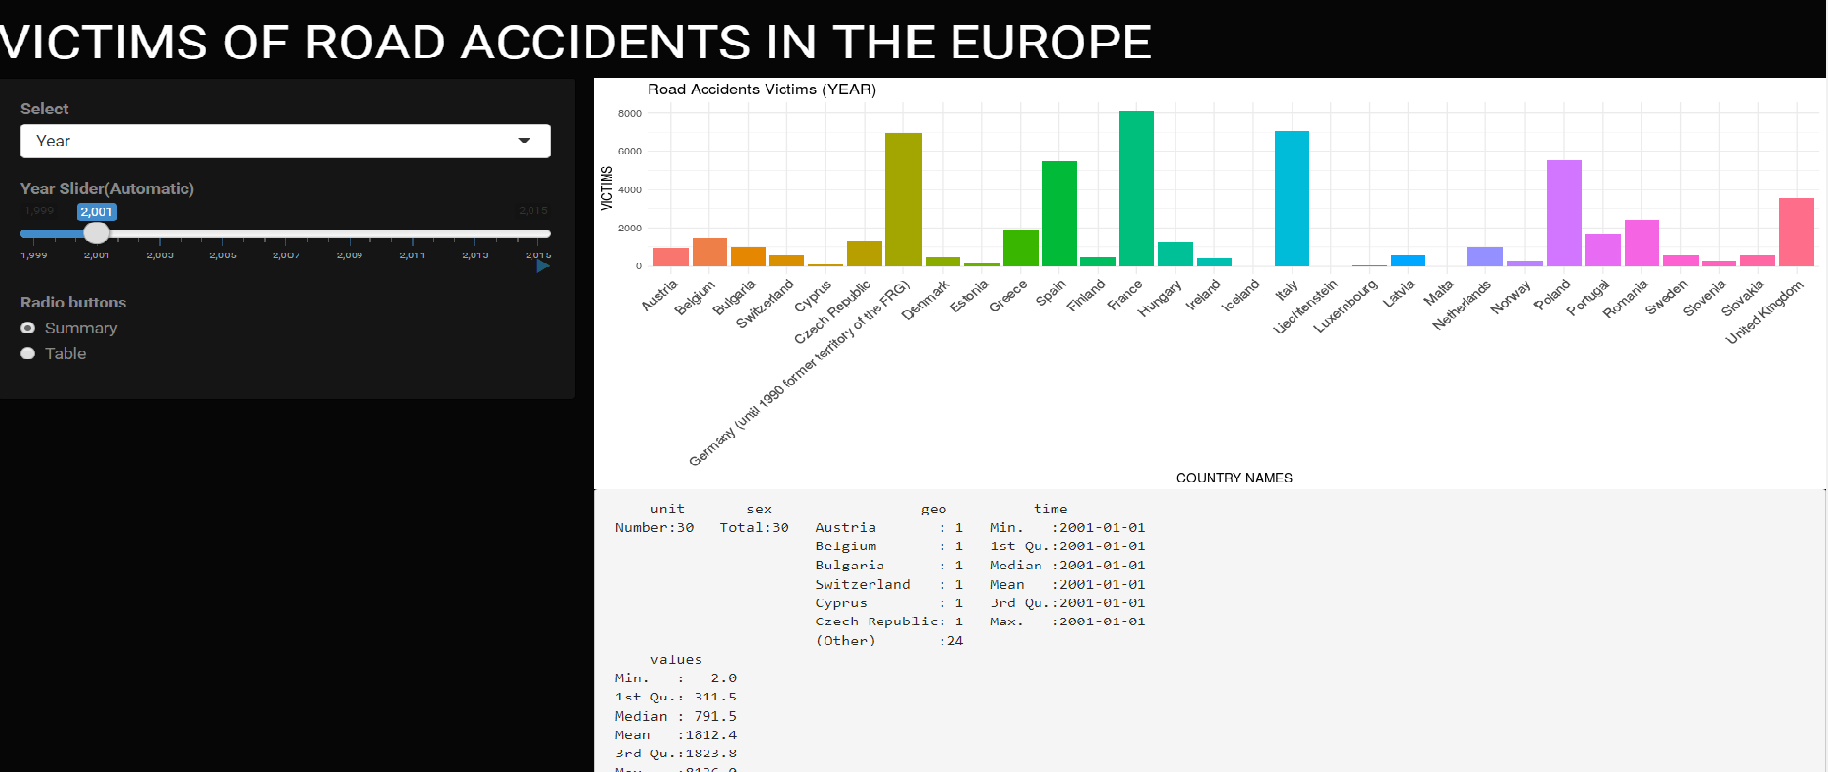 VICTIMS OF ROAD ACCIDENTS IN THE EUROPE
Select
Year
Year Slider(Automatic)
1,999 2,001 2,015
1,999 2,001 2,003 2,005 2,007 2,009 2,011 2,013 2,015
Radio buttons
Summary
Table
Road Accidents Victims (YEAR)
8000
6000
4000
2000
0
VICTIMS
Austria
Belgium
Bulgaria
Switzerland
Cyprus
Czech Republic
Germany (until 1990 former territory of the FRG)
Denmark
Estonia
Greece
Spain
Finland
France
Hungary
Ireland
Iceland
Italy
Liechtenstein
Luxembourg
Latvia
Malta
Netherlands
Norway
Poland
Portugal
Romania
Sweden
Slovenia
Slovakia
United Kingdom
COUNTRY NAMES
unit sex geo time
Number:30 Total:30 Austria : 1 Min. :2001-01-01
Belgium : 1 1st Qu.:2001-01-01
Bulgaria : 1 Median :2001-01-01
Switzerland : 1 Mean :2001-01-01
Cyprus : 1 3rd Qu.:2001-01-01
Czech Republic: 1 Max. :2001-01-01
(Other) :24
values
Min. : 2.0
1st Qu.: 311.5
Median : 791.5
Mean :1812.4
3rd Qu.:1823.8